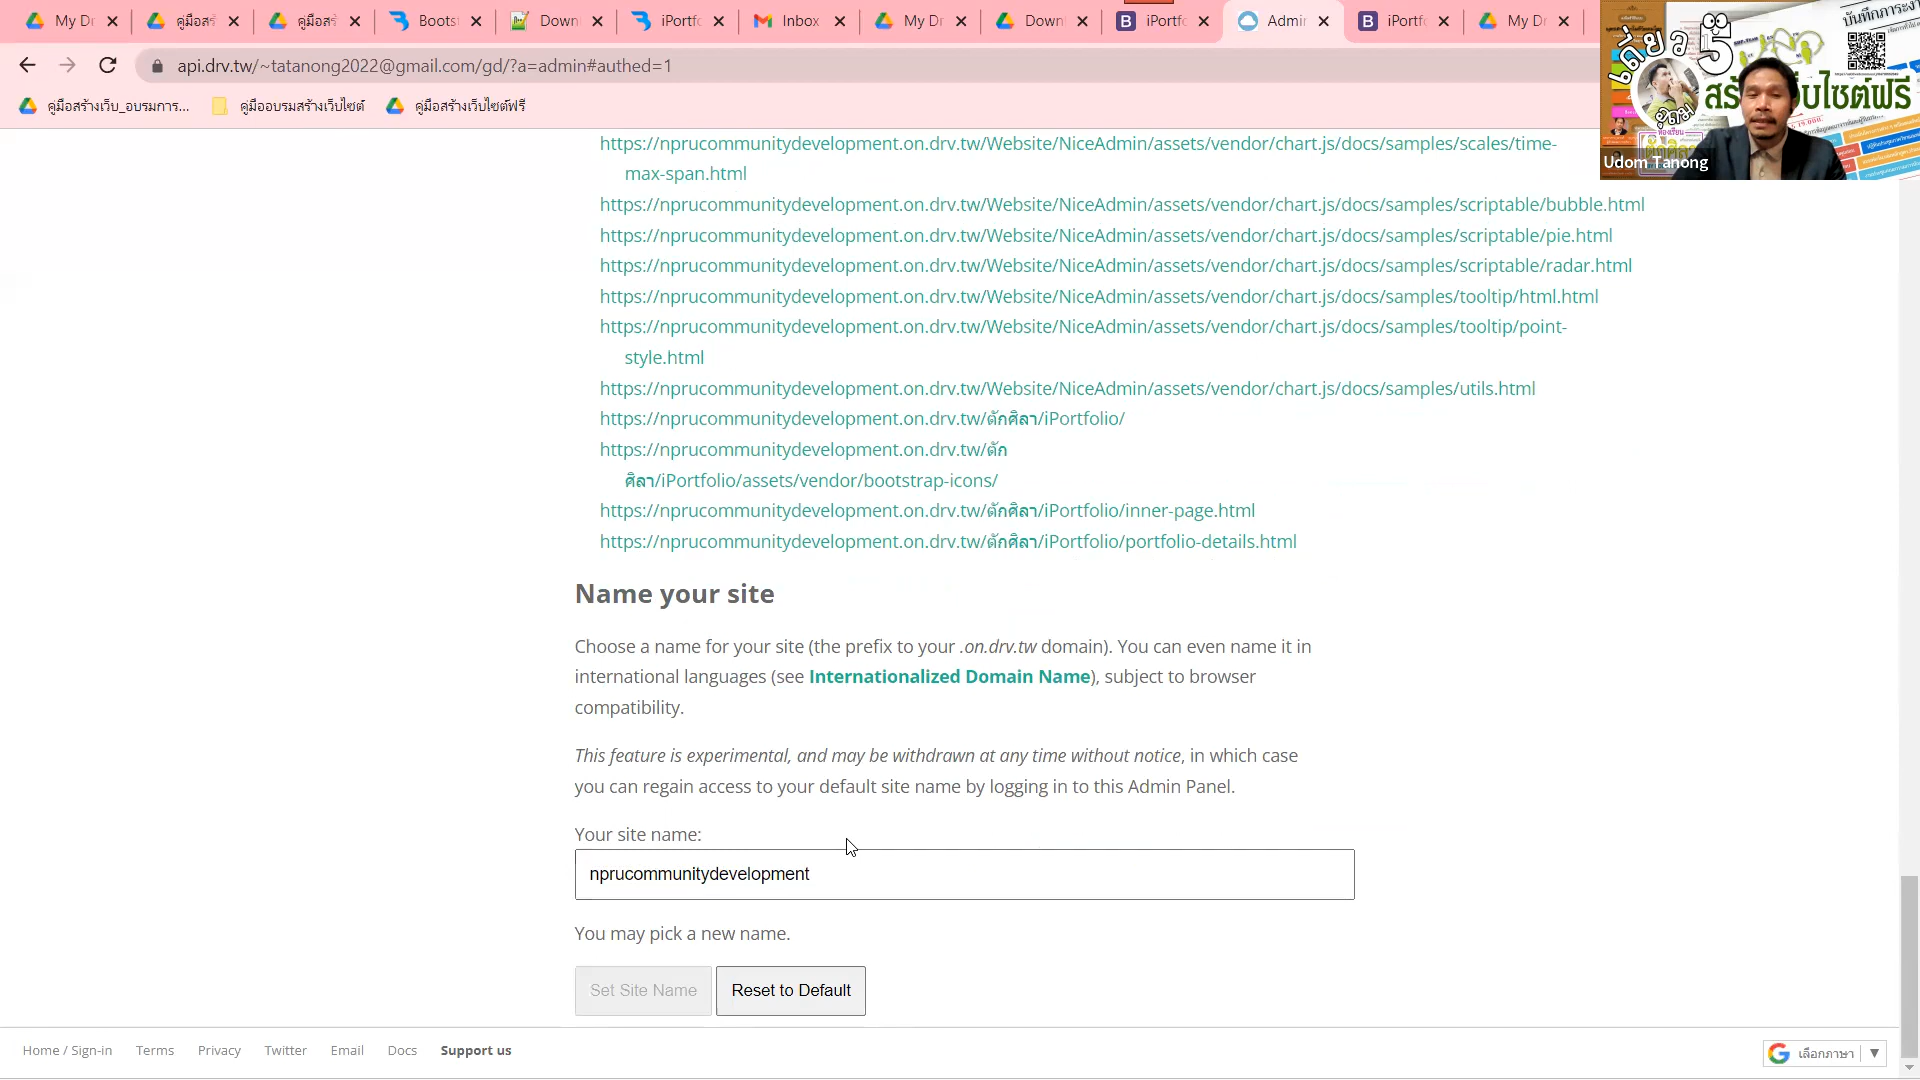 My Dr
คู่มือสร้
คู่มือสร้
Boots
Down
iPortfo
Inbox
My Dr
Down
iPortfo
Admin
iPortfo
My Dr
api.drv.tw/~tatanong2022@gmail.com/gd/?a=admin#authed=1
คู่มือสร้างเว็บ_อบรมการ...
คู่มืออบรมสร้างเว็บไซต์
คู่มือสร้างเว็บไซต์ฟรี
Udom Tanong
https://nprucommunitydevelopment.on.drv.tw/Website/NiceAdmin/assets/vendor/chart.js/docs/samples/scales/time-
max-span.html
https://nprucommunitydevelopment.on.drv.tw/Website/NiceAdmin/assets/vendor/chart.js/docs/samples/scriptable/bubble.html
https://nprucommunitydevelopment.on.drv.tw/Website/NiceAdmin/assets/vendor/chart.js/docs/samples/scriptable/pie.html
https://nprucommunitydevelopment.on.drv.tw/Website/NiceAdmin/assets/vendor/chart.js/docs/samples/scriptable/radar.html
https://nprucommunitydevelopment.on.drv.tw/Website/NiceAdmin/assets/vendor/chart.js/docs/samples/tooltip/html.html
https://nprucommunitydevelopment.on.drv.tw/Website/NiceAdmin/assets/vendor/chart.js/docs/samples/tooltip/point-
style.html
https://nprucommunitydevelopment.on.drv.tw/Website/NiceAdmin/assets/vendor/chart.js/docs/samples/utils.html
https://nprucommunitydevelopment.on.drv.tw/ตักศิลา/iPortfolio/
https://nprucommunitydevelopment.on.drv.tw/ตัก
ศิลา/iPortfolio/assets/vendor/bootstrap-icons/
https://nprucommunitydevelopment.on.drv.tw/ตักศิลา/iPortfolio/inner-page.html
https://nprucommunitydevelopment.on.drv.tw/ตักศิลา/iPortfolio/portfolio-details.html
Name your site
Choose a name for your site (the prefix to your .on.drv.tw domain). You can even name it in
international languages (see Internationalized Domain Name), subject to browser
compatibility.
This feature is experimental, and may be withdrawn at any time without notice, in which case
you can regain access to your default site name by logging in to this Admin Panel.
Your site name:
nprucommunitydevelopment
You may pick a new name.
Set Site Name
Reset to Default
Home / Sign-in
Terms
Privacy
Twitter
Email
Docs
Support us
เลือกภาษา